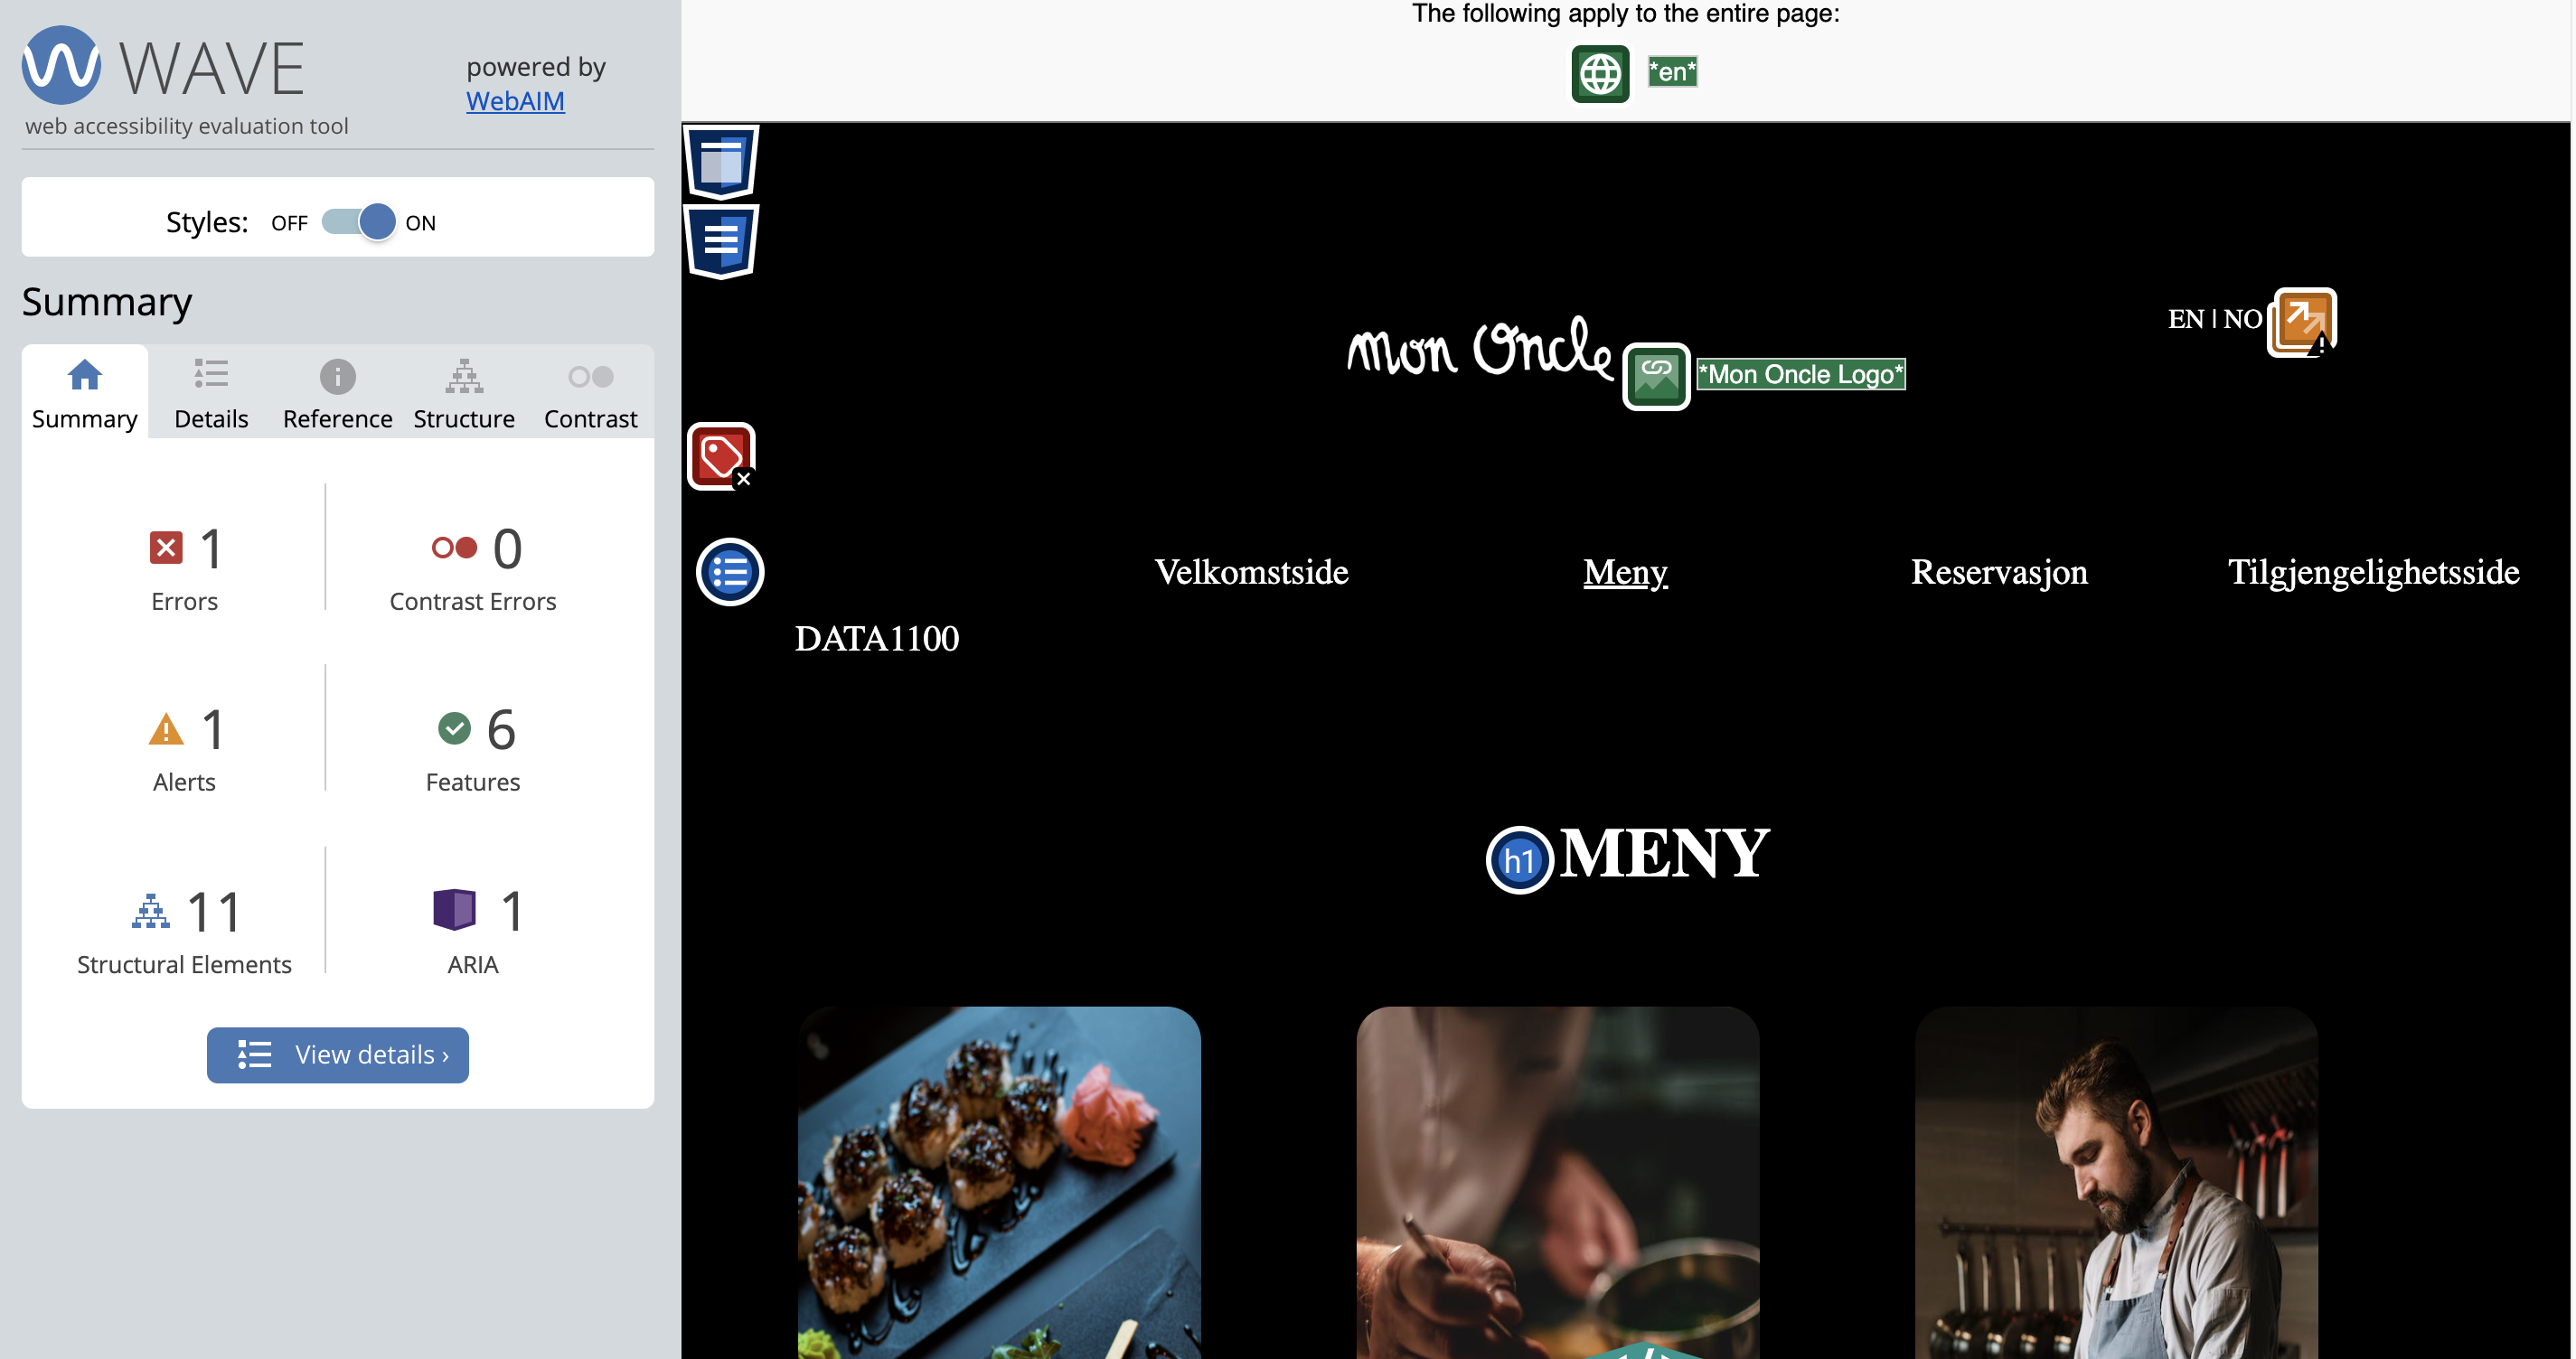 WAVE
powered by
WebAIM
web accessibility evaluation tool
Styles: OFF ON
Summary
Summary Details Reference Structure Contrast
1 Errors
0 Contrast Errors
1 Alerts
6 Features
11 Structural Elements
1 ARIA
View details ›
The following apply to the entire page:
*en*
mon Oncle
*Mon Oncle Logo*
EN | NO
Velkomstside Meny Reservasjon Tilgjengelighetsside
DATA1100
h1 MENY